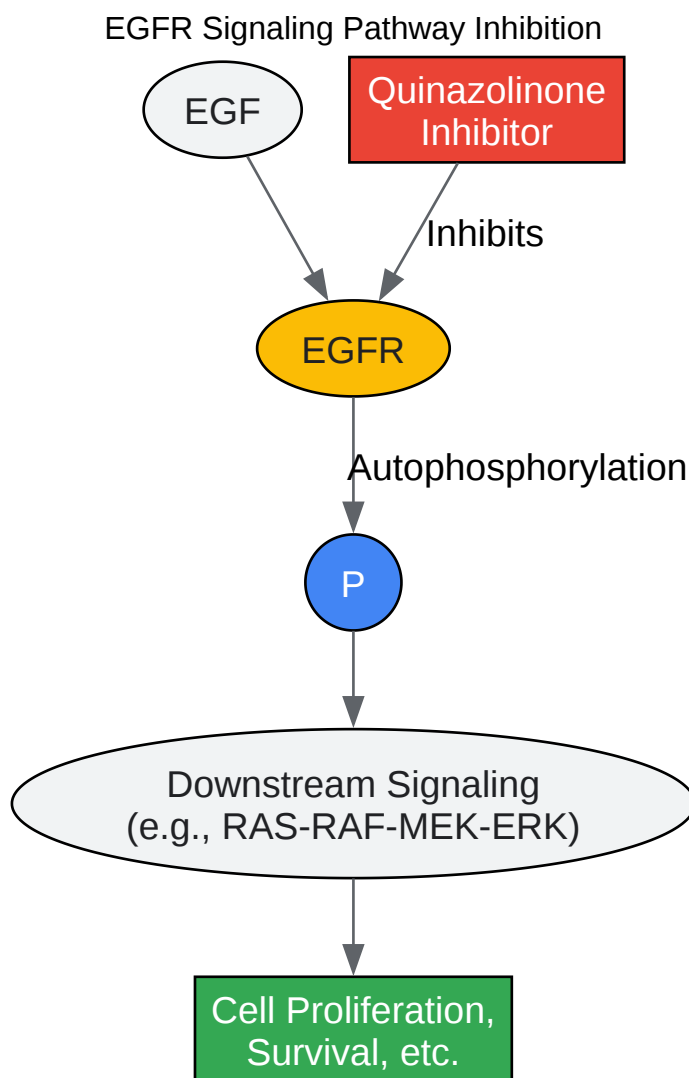 EGFR Signaling Pathway Inhibition
EGF
Quinazolinone
Inhibitor
Inhibits
EGFR
Autophosphorylation
P
Downstream Signaling
(e.g., RAS-RAF-MEK-ERK)
Cell Proliferation,
Survival, etc.